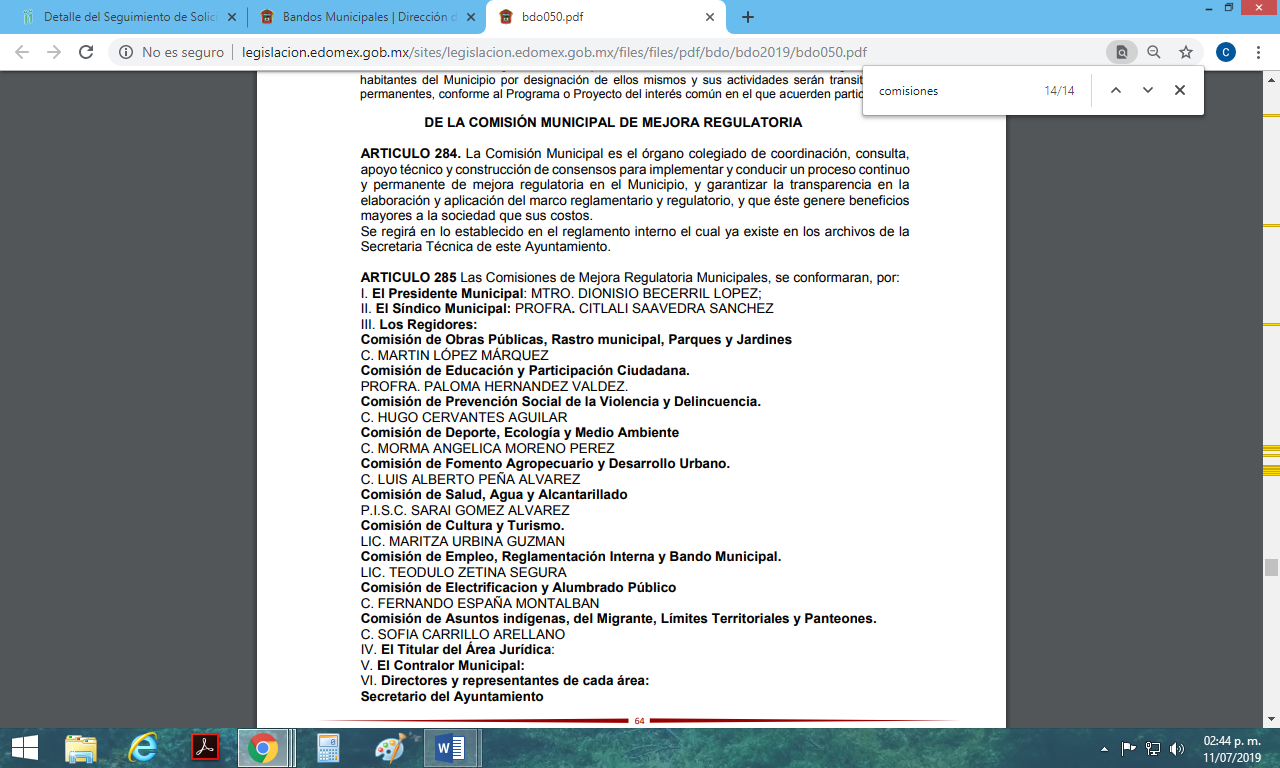 Detalle del Seguimiento de Solici
Bandos Municipales | Dirección d
bdo050.pdf
No es seguro
legislacion.edomex.gob.mx/sites/legislacion.edomex.gob.mx/files/files/pdf/bdo/bdo2019/bdo050.pdf
C
comisiones
14/14
habitantes del Municipio por designación de ellos mismos y sus actividades serán transit
permanentes, conforme al Programa o Proyecto del interés común en el que acuerden partic
DE LA COMISIÓN MUNICIPAL DE MEJORA REGULATORIA
ARTICULO 284. La Comisión Municipal es el órgano colegiado de coordinación, consulta,
apoyo técnico y construcción de consensos para implementar y conducir un proceso continuo
y permanente de mejora regulatoria en el Municipio, y garantizar la transparencia en la
elaboración y aplicación del marco reglamentario y regulatorio, y que éste genere beneficios
mayores a la sociedad que sus costos.
Se regirá en lo establecido en el reglamento interno el cual ya existe en los archivos de la
Secretaria Técnica de este Ayuntamiento.
ARTICULO 285 Las Comisiones de Mejora Regulatoria Municipales, se conformaran, por:
I. El Presidente Municipal: MTRO. DIONISIO BECERRIL LOPEZ;
II. El Síndico Municipal: PROFRA. CITLALI SAAVEDRA SANCHEZ
III. Los Regidores:
Comisión de Obras Públicas, Rastro municipal, Parques y Jardines
C. MARTIN LÓPEZ MÁRQUEZ
Comisión de Educación y Participación Ciudadana.
PROFRA. PALOMA HERNANDEZ VALDEZ.
Comisión de Prevención Social de la Violencia y Delincuencia.
C. HUGO CERVANTES AGUILAR
Comisión de Deporte, Ecología y Medio Ambiente
C. MORMA ANGELICA MORENO PEREZ
Comisión de Fomento Agropecuario y Desarrollo Urbano.
C. LUIS ALBERTO PEÑA ALVAREZ
Comisión de Salud, Agua y Alcantarillado
P.I.S.C. SARAI GOMEZ ALVAREZ
Comisión de Cultura y Turismo.
LIC. MARITZA URBINA GUZMAN
Comisión de Empleo, Reglamentación Interna y Bando Municipal.
LIC. TEODULO ZETINA SEGURA
Comisión de Electrificacion y Alumbrado Público
C. FERNANDO ESPAÑA MONTALBAN
Comisión de Asuntos indígenas, del Migrante, Límites Territoriales y Panteones.
C. SOFIA CARRILLO ARELLANO
IV. El Titular del Área Jurídica:
V. El Contralor Municipal:
VI. Directores y representantes de cada área:
Secretario del Ayuntamiento
64
02:44 p. m.
11/07/2019